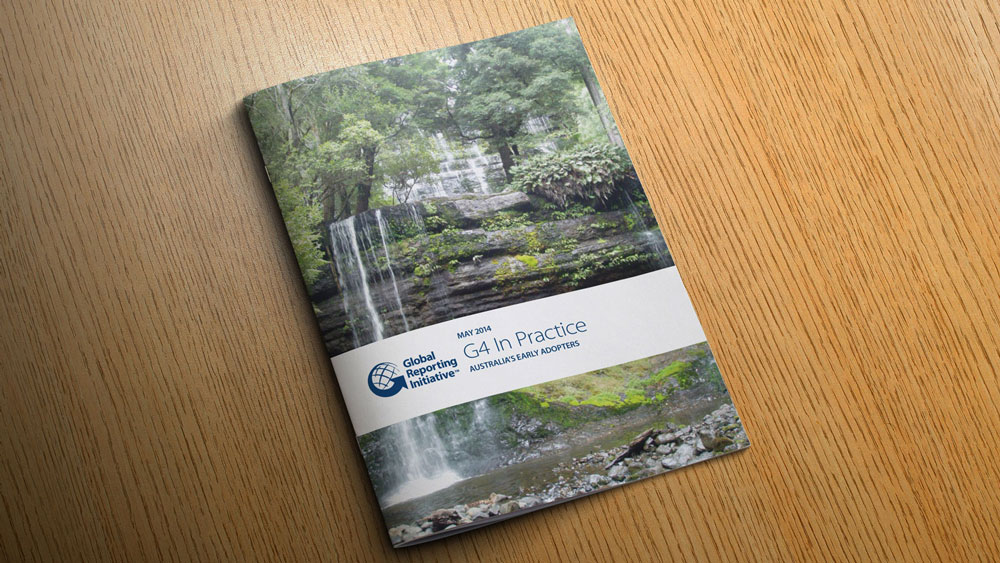 MAY 2014
G4 In Practice
AUSTRALIA'S EARLY ADOPTERS
Global
Reporting
Initiative™